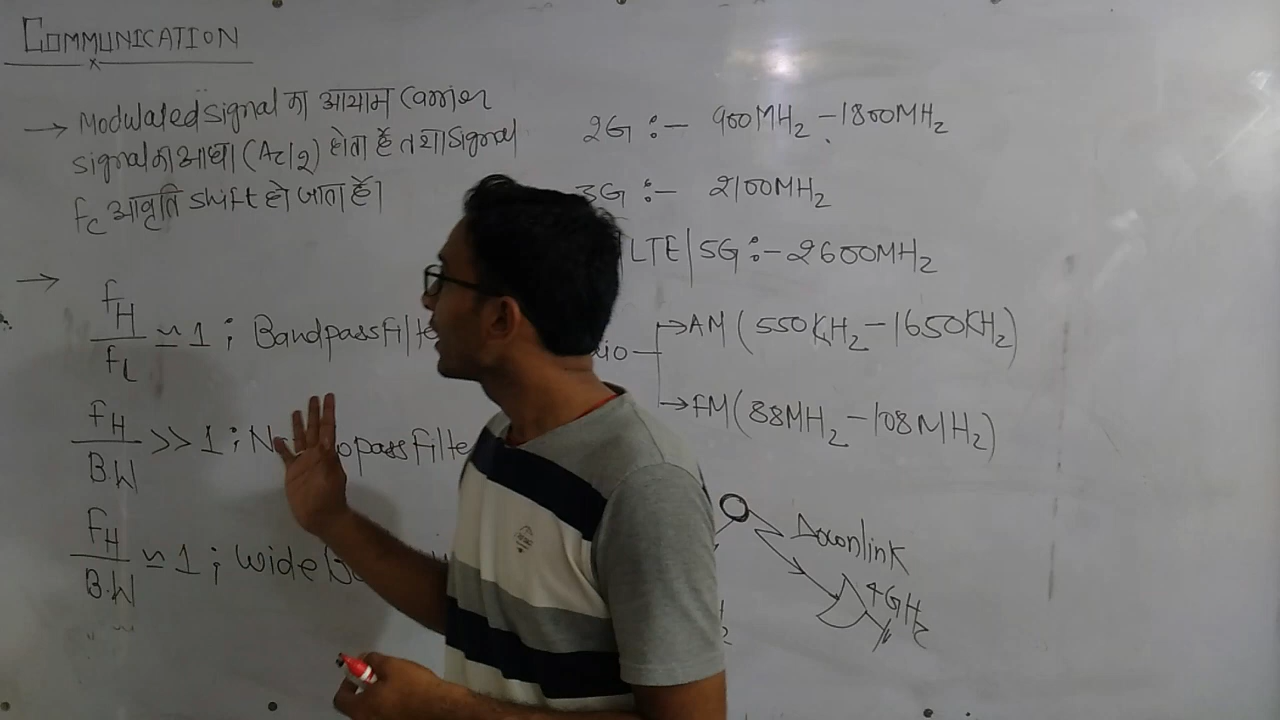 COMMUNICATION
→ Modulated signal का आयाम Carrier
signal का आधा (Ac/2) होता हैं तथा signal
fc आवृति shift हो जाता हैं।
→
fH
fL
≃ 1 ; Bandpass filte
fH
B.W
>> 1 ; N opass filte
fH
B.W
≃ 1 ; wide
2G :- 900MHz - 1800MHz
3G :- 2100MHz
LTE/5G :- 2600MHz
io
→ AM (550KHz - 1650KHz)
→ FM (88MHz - 108MHz)
Downlink
4GHz